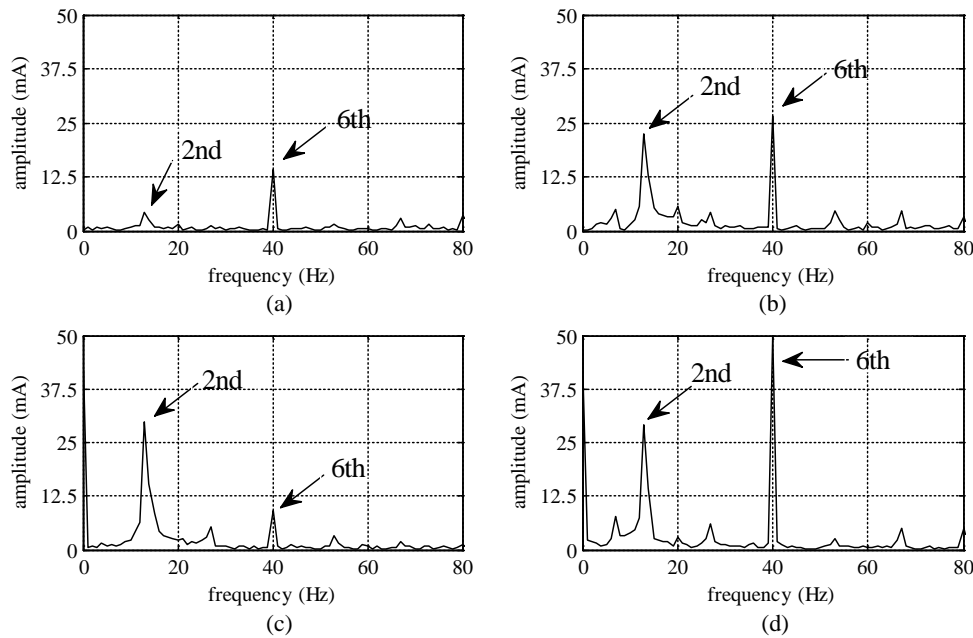 50
37.5
25
12.5
0
amplitude (mA)
2nd
6th
0 20 40 60 80
frequency (Hz)
(a)
50
37.5
25
12.5
0
amplitude (mA)
2nd
6th
0 20 40 60 80
frequency (Hz)
(b)
50
37.5
25
12.5
0
amplitude (mA)
2nd
6th
0 20 40 60 80
frequency (Hz)
(c)
50
37.5
25
12.5
0
amplitude (mA)
2nd
6th
0 20 40 60 80
frequency (Hz)
(d)